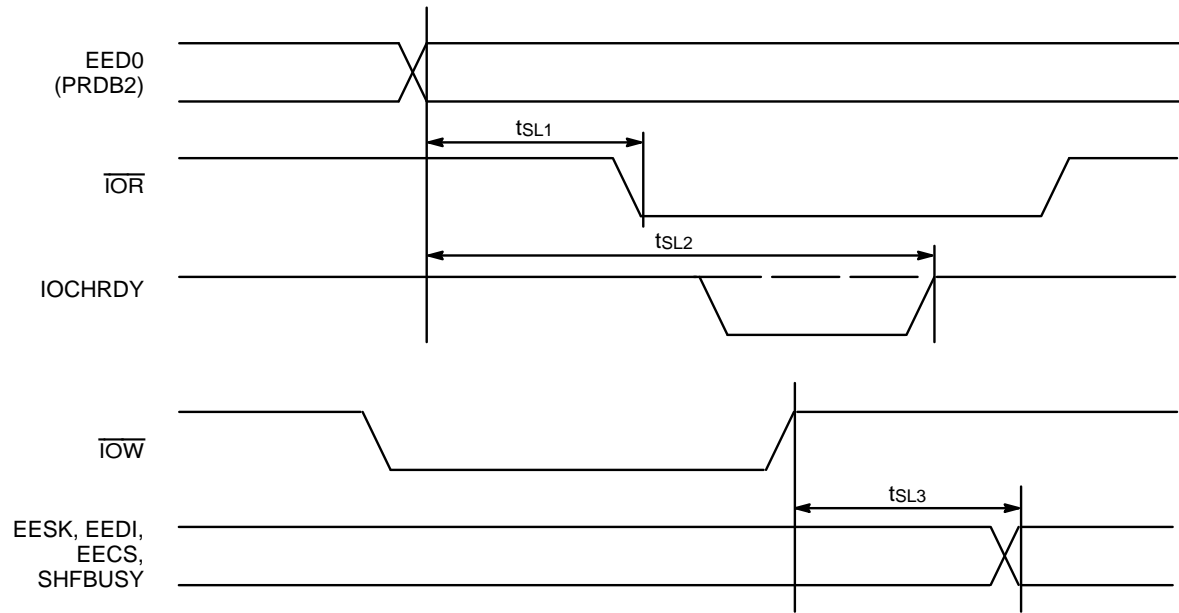 EED0
(PRDB2)
tSL1
IOR
tSL2
IOCHRDY
IOW
tSL3
EESK, EEDI,
EECS,
SHFBUSY